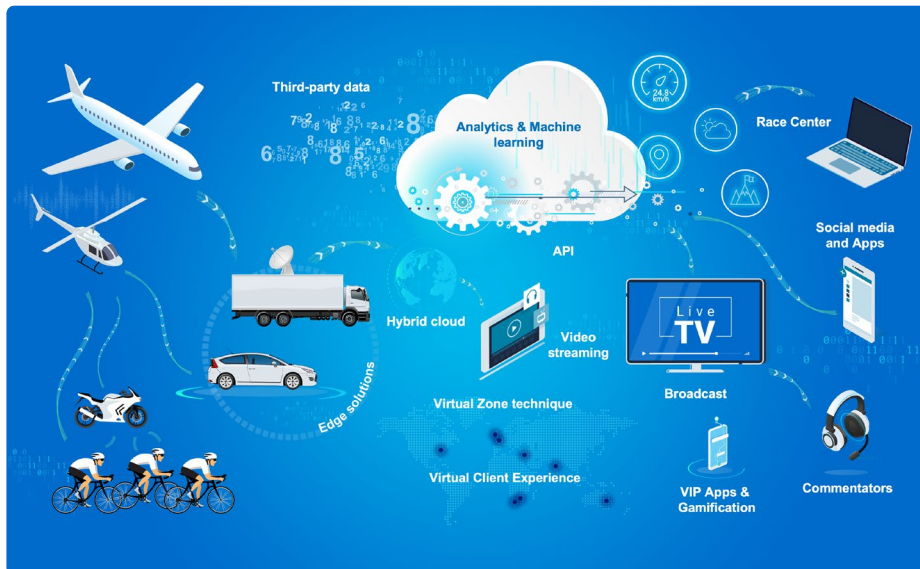 Third-party data
Analytics & Machine
learning
24.8
km/h
Race Center
Social media
and Apps
API
Hybrid cloud
Live
TV
Video
streaming
Edge solutions
Broadcast
Virtual Zone technique
Virtual Client Experience
VIP Apps &
Gamification
Commentators